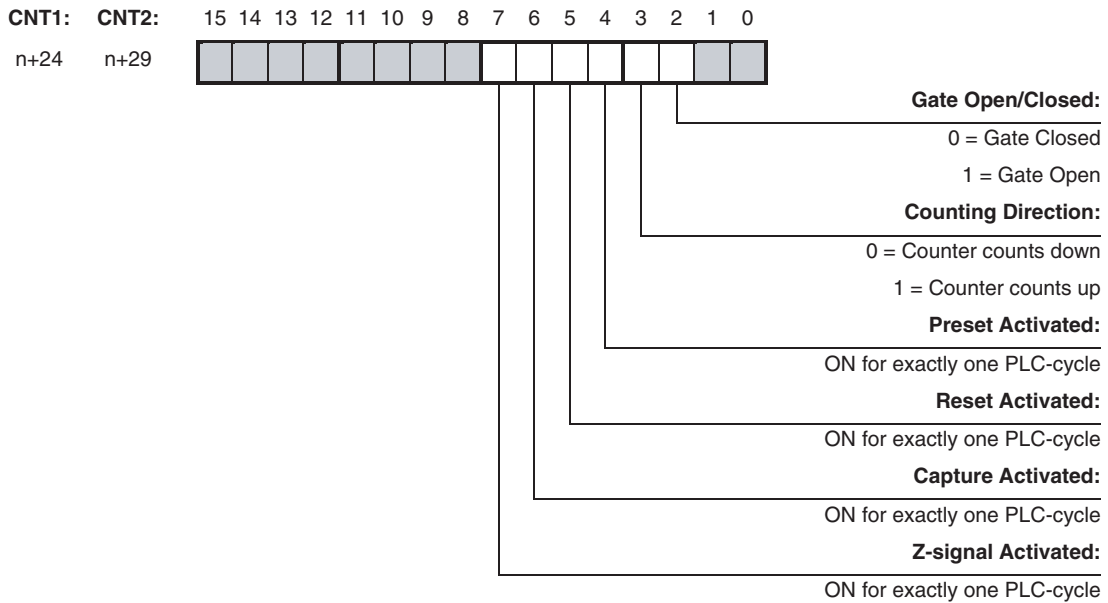 CNT1: CNT2: 15 14 13 12 11 10 9 8 7 6 5 4 3 2 1 0
n+24 n+29
Gate Open/Closed:
0 = Gate Closed
1 = Gate Open
Counting Direction:
0 = Counter counts down
1 = Counter counts up
Preset Activated:
ON for exactly one PLC-cycle
Reset Activated:
ON for exactly one PLC-cycle
Capture Activated:
ON for exactly one PLC-cycle
Z-signal Activated:
ON for exactly one PLC-cycle